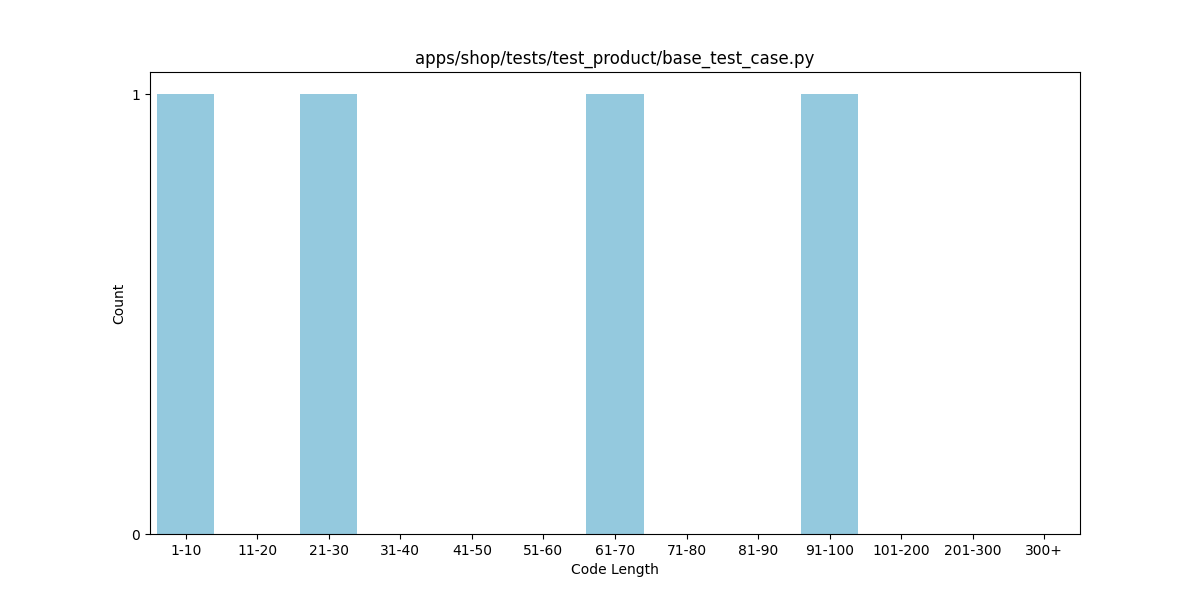 apps/shop/tests/test_product/base_test_case.py
1
Count
0
1-10 11-20 21-30 31-40 41-50 51-60 61-70 71-80 81-90 91-100 101-200 201-300 300+
Code Length